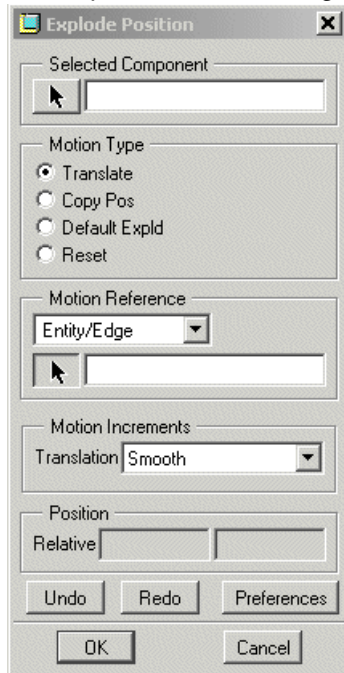 Explode Position
Selected Component
Motion Type
Translate
Copy Pos
Default Expld
Reset
Motion Reference
Entity/Edge
Motion Increments
Translation Smooth
Position
Relative
Undo Redo Preferences
OK Cancel